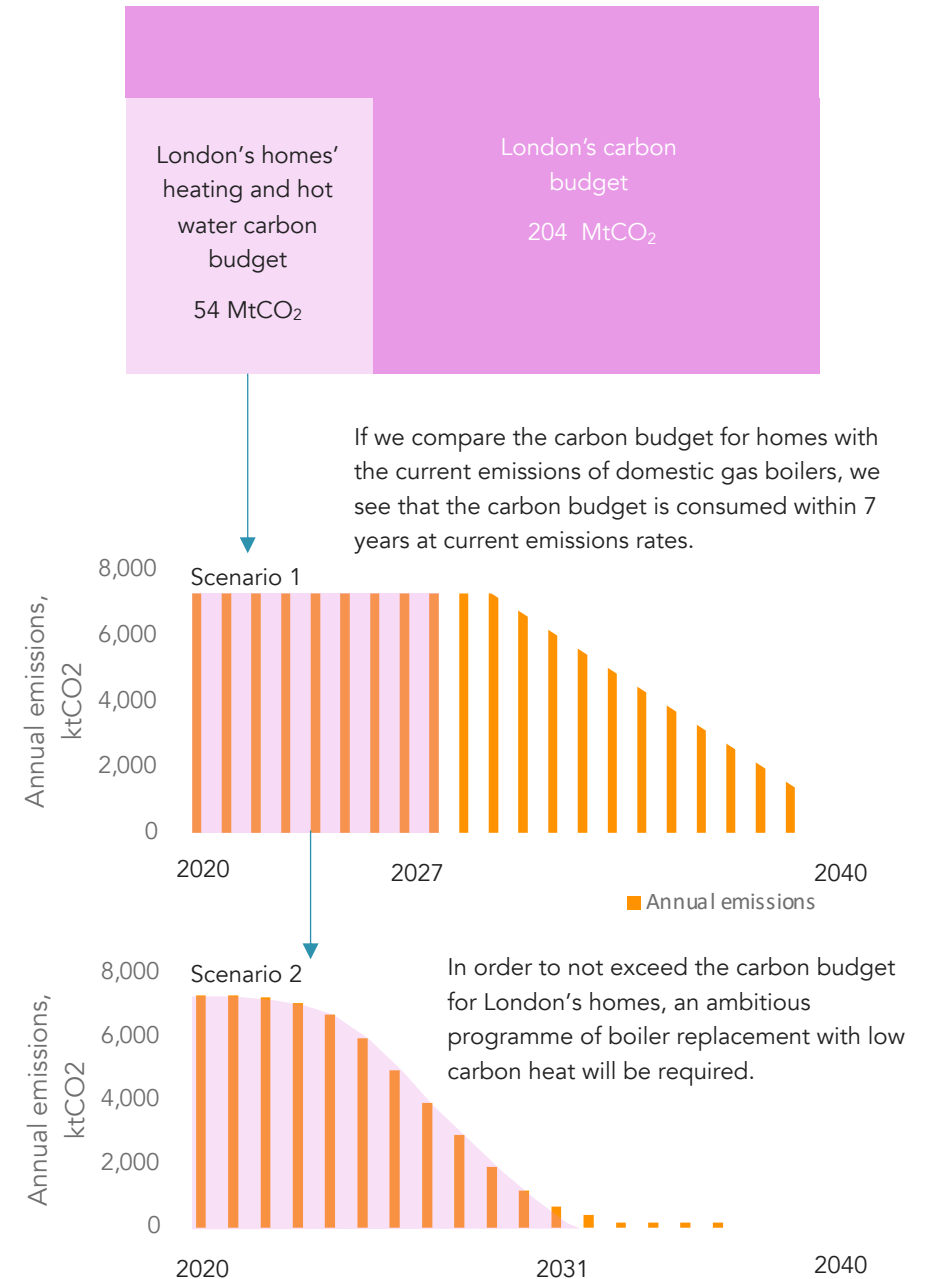 London's homes'
heating and hot
water carbon
budget
54 MtCO₂
London's carbon
budget
204 MtCO₂
If we compare the carbon budget for homes with
the current emissions of domestic gas boilers, we
see that the carbon budget is consumed within 7
years at current emissions rates.
Scenario 1
Annual emissions,
ktCO2
8,000
6,000
4,000
2,000
0
2020
2027
2040
Annual emissions
Scenario 2
In order to not exceed the carbon budget
for London's homes, an ambitious
programme of boiler replacement with low
carbon heat will be required.
Annual emissions,
ktCO2
8,000
6,000
4,000
2,000
0
2020
2031
2040